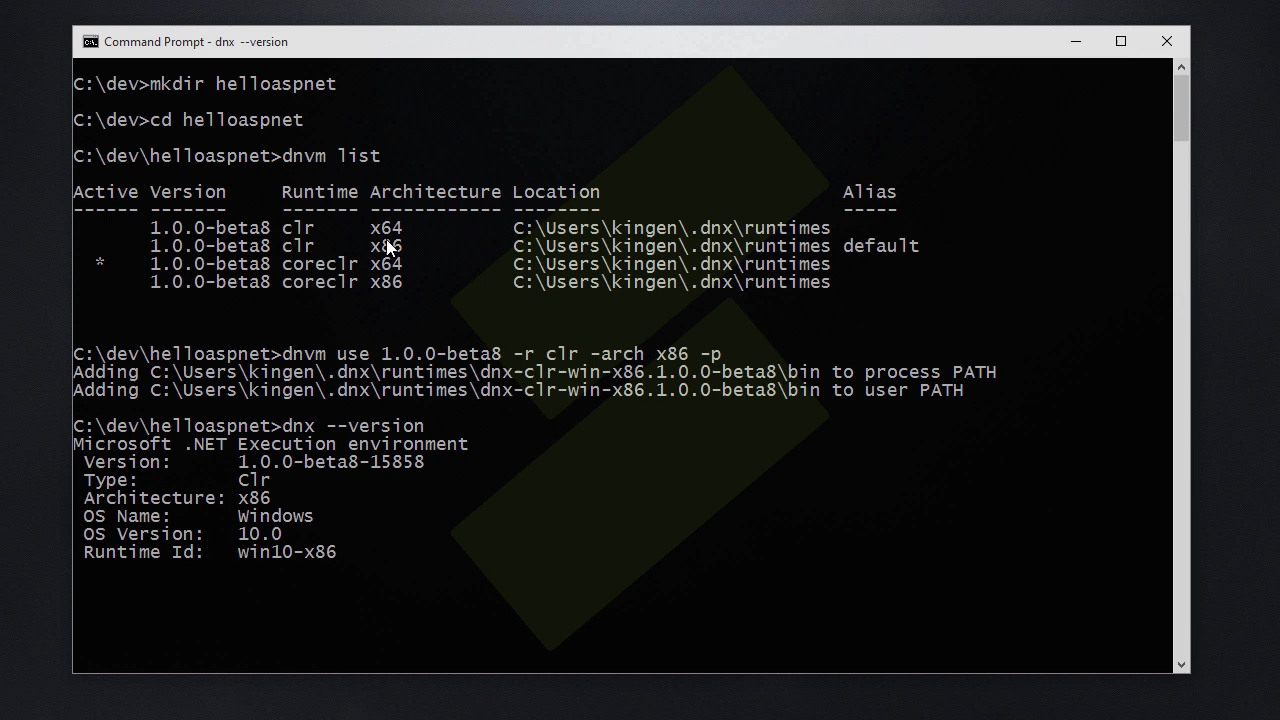 Command Prompt - dnx --version
C:\dev>mkdir helloaspnet
C:\dev>cd helloaspnet
C:\dev\helloaspnet>dnvm list
Active Version     Runtime Architecture Location                      Alias
------ -------     ------- ------------ --------                      -----
       1.0.0-beta8 clr     x64          C:\Users\kingen\.dnx\runtimes
       1.0.0-beta8 clr     x86          C:\Users\kingen\.dnx\runtimes default
  *    1.0.0-beta8 coreclr x64          C:\Users\kingen\.dnx\runtimes
       1.0.0-beta8 coreclr x86          C:\Users\kingen\.dnx\runtimes
C:\dev\helloaspnet>dnvm use 1.0.0-beta8 -r clr -arch x86 -p
Adding C:\Users\kingen\.dnx\runtimes\dnx-clr-win-x86.1.0.0-beta8\bin to process PATH
Adding C:\Users\kingen\.dnx\runtimes\dnx-clr-win-x86.1.0.0-beta8\bin to user PATH
C:\dev\helloaspnet>dnx --version
Microsoft .NET Execution environment
 Version:      1.0.0-beta8-15858
 Type:         Clr
 Architecture: x86
 OS Name:      Windows
 OS Version:   10.0
 Runtime Id:   win10-x86